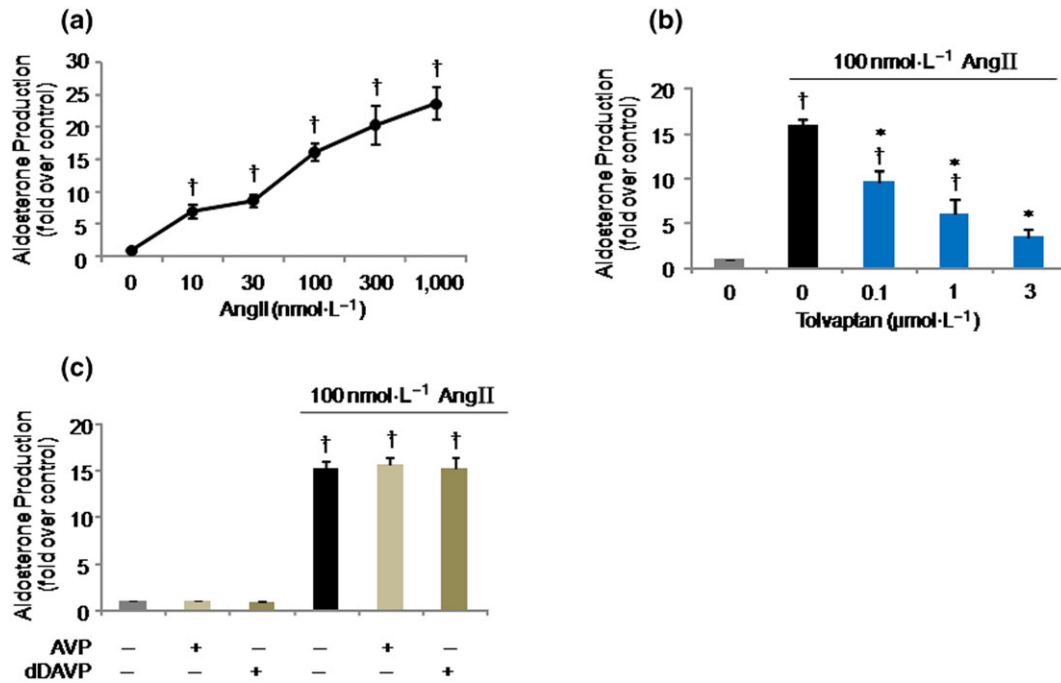 (a)
Aldosterone Production
(fold over control)
30
25
20
15
10
5
0
† † † † †
0 10 30 100 300 1,000
AngII (nmol·L⁻¹)
(b)
100 nmol·L⁻¹ AngII
Aldosterone Production
(fold over control)
20
15
10
5
0
†
*
†
*
†
*
0 0 0.1 1 3
Tolvaptan (µmol·L⁻¹)
(c)
100 nmol·L⁻¹ AngII
Aldosterone Production
(fold over control)
20
15
10
5
0
† † †
AVP − + − − + −
dDAVP − − + − − +